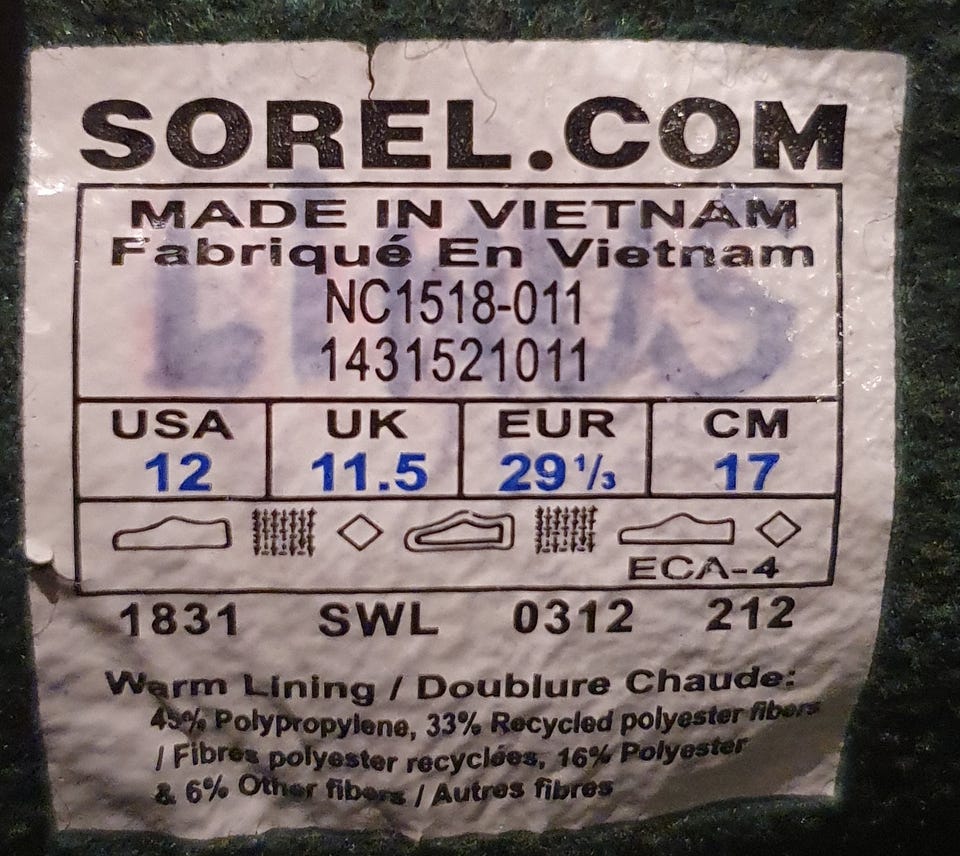 SOREL.COM
MADE IN VIETNAM
Fabriqué En Vietnam
NC1518-011
1431521011
USA UK EUR CM
12 11.5 29 1/3 17
ECA-4
1831 SWL 0312 212
Warm Lining / Doublure Chaude:
45% Polypropylene, 33% Recycled polyester fibers
/ Fibres polyester recyclées, 16% Polyester
& 6% Other fibers / Autres fibres